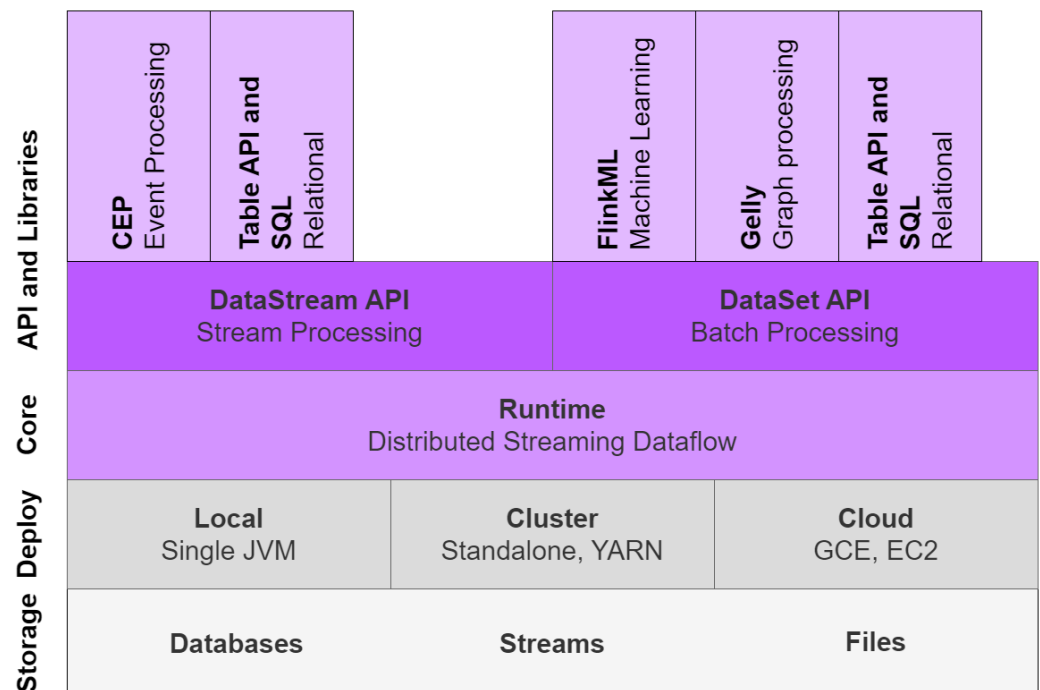 API and Libraries
CEP
Event Processing
Table API and
SQL
Relational
FlinkML
Machine Learning
Gelly
Graph processing
Table API and
SQL
Relational
DataStream API
Stream Processing
DataSet API
Batch Processing
Core
Runtime
Distributed Streaming Dataflow
Deploy
Local
Single JVM
Cluster
Standalone, YARN
Cloud
GCE, EC2
Storage
Databases
Streams
Files